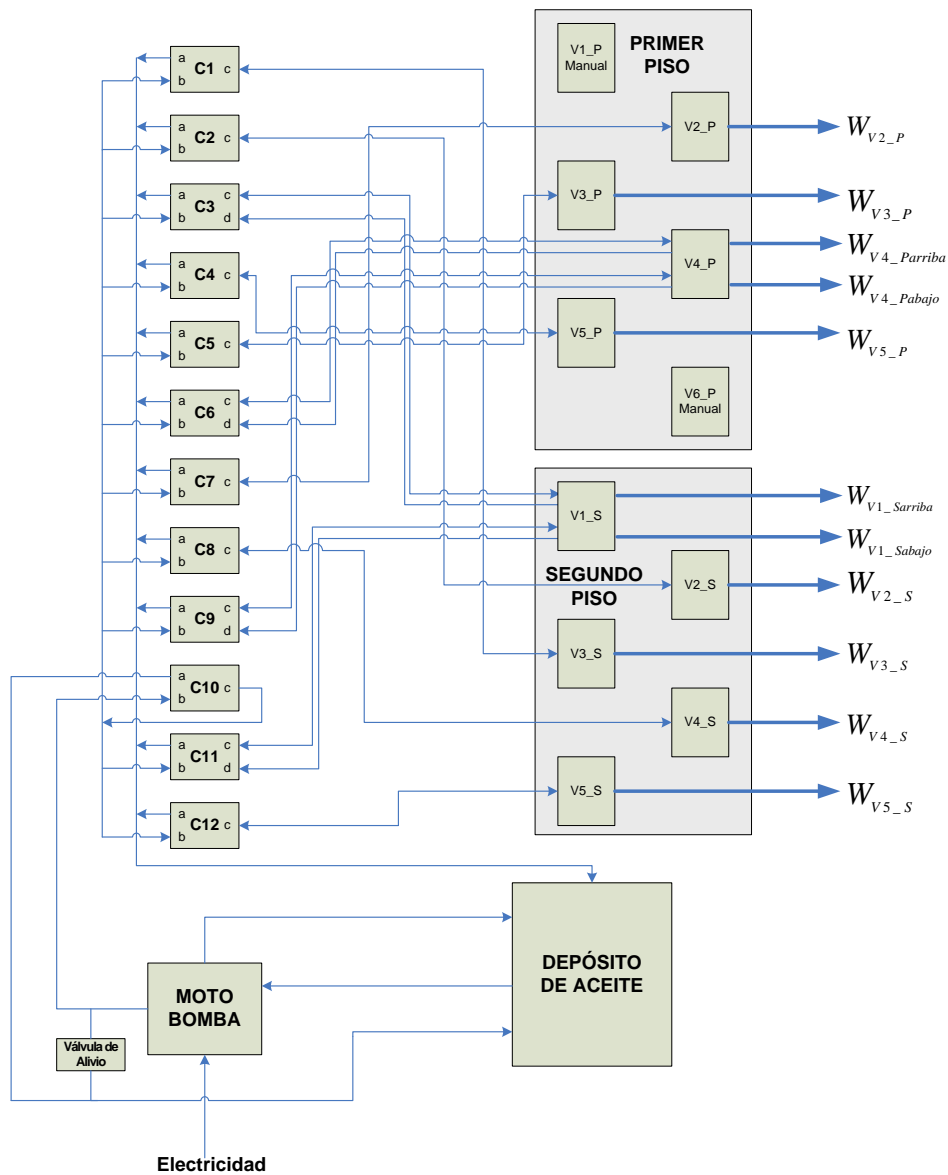 a
b
C1
c
a
b
C2
c
a
b
C3
c
d
a
b
C4
c
a
b
C5
c
a
b
C6
c
d
a
b
C7
c
a
b
C8
c
a
b
C9
c
d
a
b
C10
c
a
b
C11
c
d
a
b
C12
c
PRIMER
PISO
V1_P
Manual
V2_P
V3_P
V4_P
V5_P
V6_P
Manual
W V2_P
W V3_P
W V4_Parriba
W V4_Pabajo
W V5_P
SEGUNDO
PISO
V1_S
V2_S
V3_S
V4_S
V5_S
W V1_Sarriba
W V1_Sabajo
W V2_S
W V3_S
W V4_S
W V5_S
MOTO
BOMBA
DEPÓSITO
DE ACEITE
Válvula de
Alivio
Electricidad